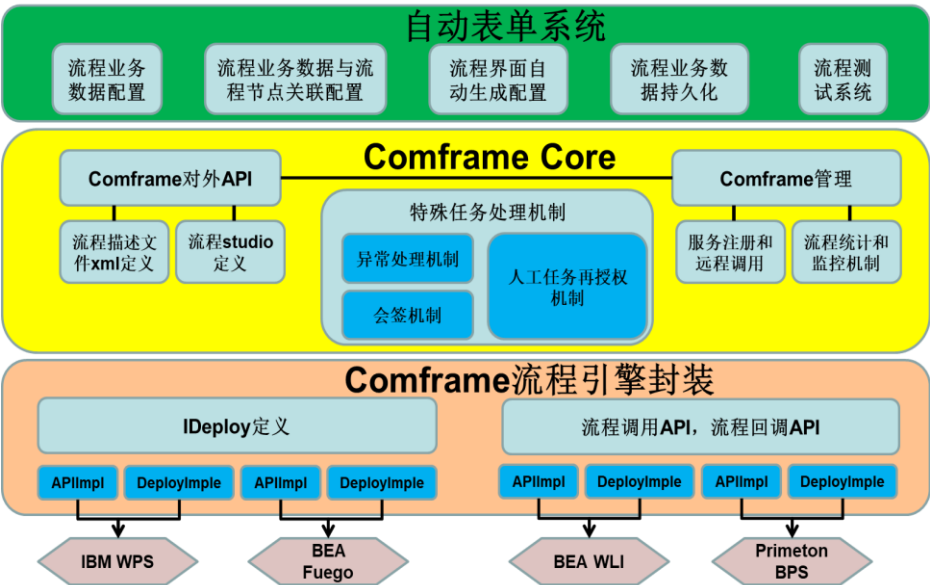 自动表单系统
流程业务
数据配置
流程业务数据与流
程节点关联配置
流程界面自
动生成配置
流程业务数
据持久化
流程测
试系统
Comframe Core
Comframe对外API
Comframe管理
流程描述文
件xml定义
流程studio
定义
特殊任务处理机制
异常处理机制
会签机制
人工任务再授权
机制
服务注册和
远程调用
流程统计和
监控机制
Comframe流程引擎封装
IDeploy定义
流程调用API，流程回调API
APIImpl
DeployImple
APIImpl
DeployImple
APIImpl
DeployImple
APIImpl
DeployImple
IBM WPS
BEA
Fuego
BEA WLI
Primeton
BPS